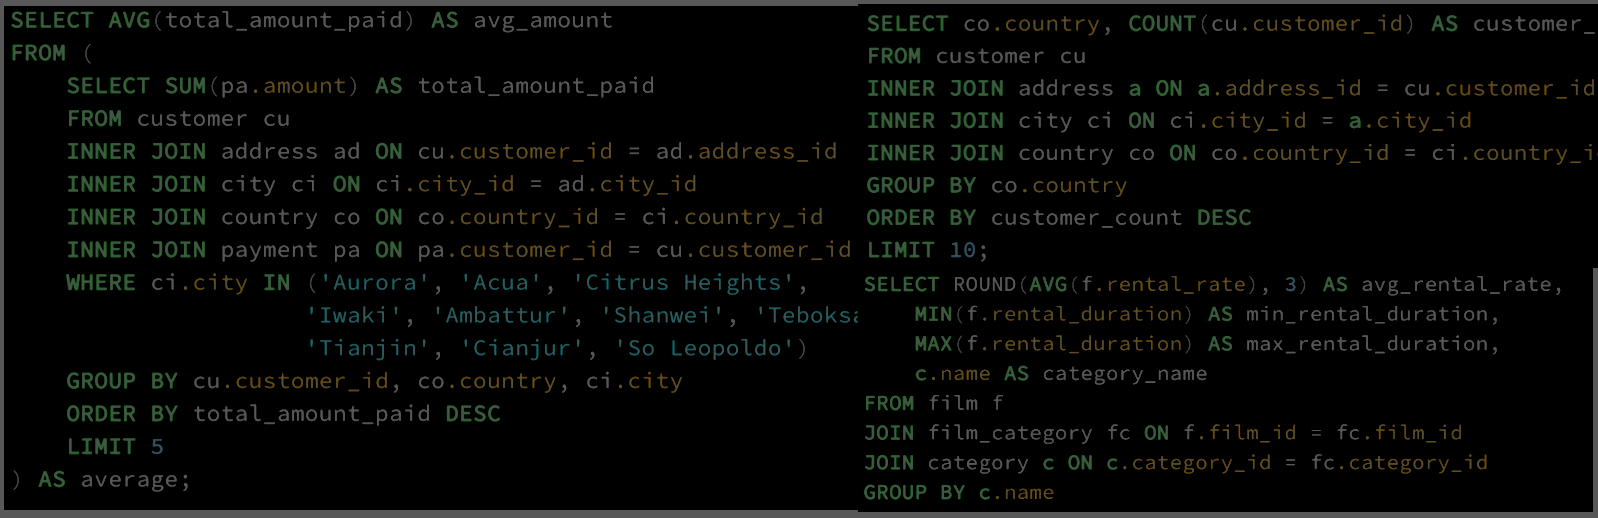 SELECT AVG(total_amount_paid) AS avg_amount
FROM (
    SELECT SUM(pa.amount) AS total_amount_paid
    FROM customer cu
    INNER JOIN address ad ON cu.customer_id = ad.address_id
    INNER JOIN city ci ON ci.city_id = ad.city_id
    INNER JOIN country co ON co.country_id = ci.country_id
    INNER JOIN payment pa ON pa.customer_id = cu.customer_id
    WHERE ci.city IN ('Aurora', 'Acua', 'Citrus Heights',
                     'Iwaki', 'Ambattur', 'Shanwei', 'Teboksa
                     'Tianjin', 'Cianjur', 'So Leopoldo')
    GROUP BY cu.customer_id, co.country, ci.city
    ORDER BY total_amount_paid DESC
    LIMIT 5
) AS average;
SELECT co.country, COUNT(cu.customer_id) AS customer_
FROM customer cu
INNER JOIN address a ON a.address_id = cu.customer_id
INNER JOIN city ci ON ci.city_id = a.city_id
INNER JOIN country co ON co.country_id = ci.country_i
GROUP BY co.country
ORDER BY customer_count DESC
LIMIT 10;
SELECT ROUND(AVG(f.rental_rate), 3) AS avg_rental_rate,
    MIN(f.rental_duration) AS min_rental_duration,
    MAX(f.rental_duration) AS max_rental_duration,
    c.name AS category_name
FROM film f
JOIN film_category fc ON f.film_id = fc.film_id
JOIN category c ON c.category_id = fc.category_id
GROUP BY c.name